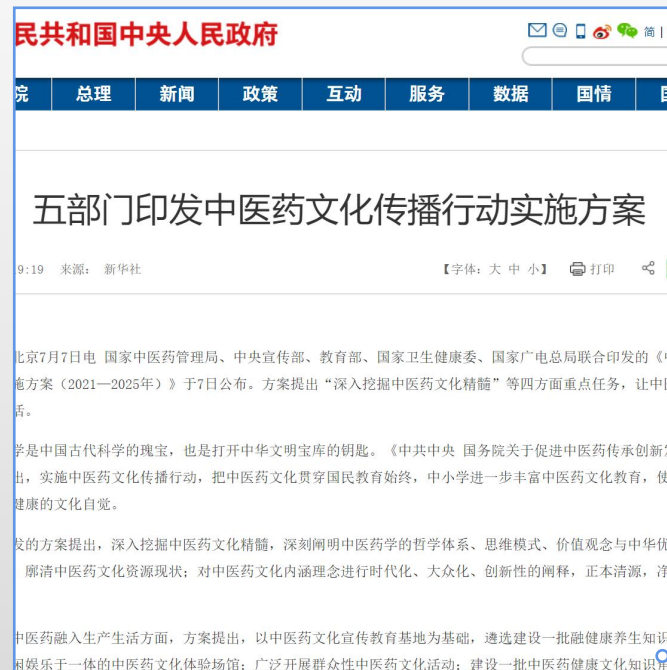 民共和国中央人民政府
简 |
院 总理 新闻 政策 互动 服务 数据 国情
五部门印发中医药文化传播行动实施方案
9:19 来源： 新华社 【字体： 大 中 小】 打印
北京7月7日电 国家中医药管理局、中央宣传部、教育部、国家卫生健康委、国家广电总局联合印发的《
施方案（2021—2025年）》于7日公布。方案提出“深入挖掘中医药文化精髓”等四方面重点任务，让中医
活。
学是中国古代科学的瑰宝，也是打开中华文明宝库的钥匙。《中共中央 国务院关于促进中医药传承创新发
出，实施中医药文化传播行动，把中医药文化贯穿国民教育始终，中小学进一步丰富中医药文化教育，使
健康的文化自觉。
发的方案提出，深入挖掘中医药文化精髓，深刻阐明中医药学的哲学体系、思维模式、价值观念与中华优
廓清中医药文化资源现状；对中医药文化内涵理念进行时代化、大众化、创新性的阐释，正本清源，净
中医药融入生产生活方面，方案提出，以中医药文化宣传教育基地为基础，遴选建设一批融健康养生知识
闲娱乐于一体的中医药文化体验场馆；广泛开展群众性中医药文化活动；建设一批中医药健康文化知识角